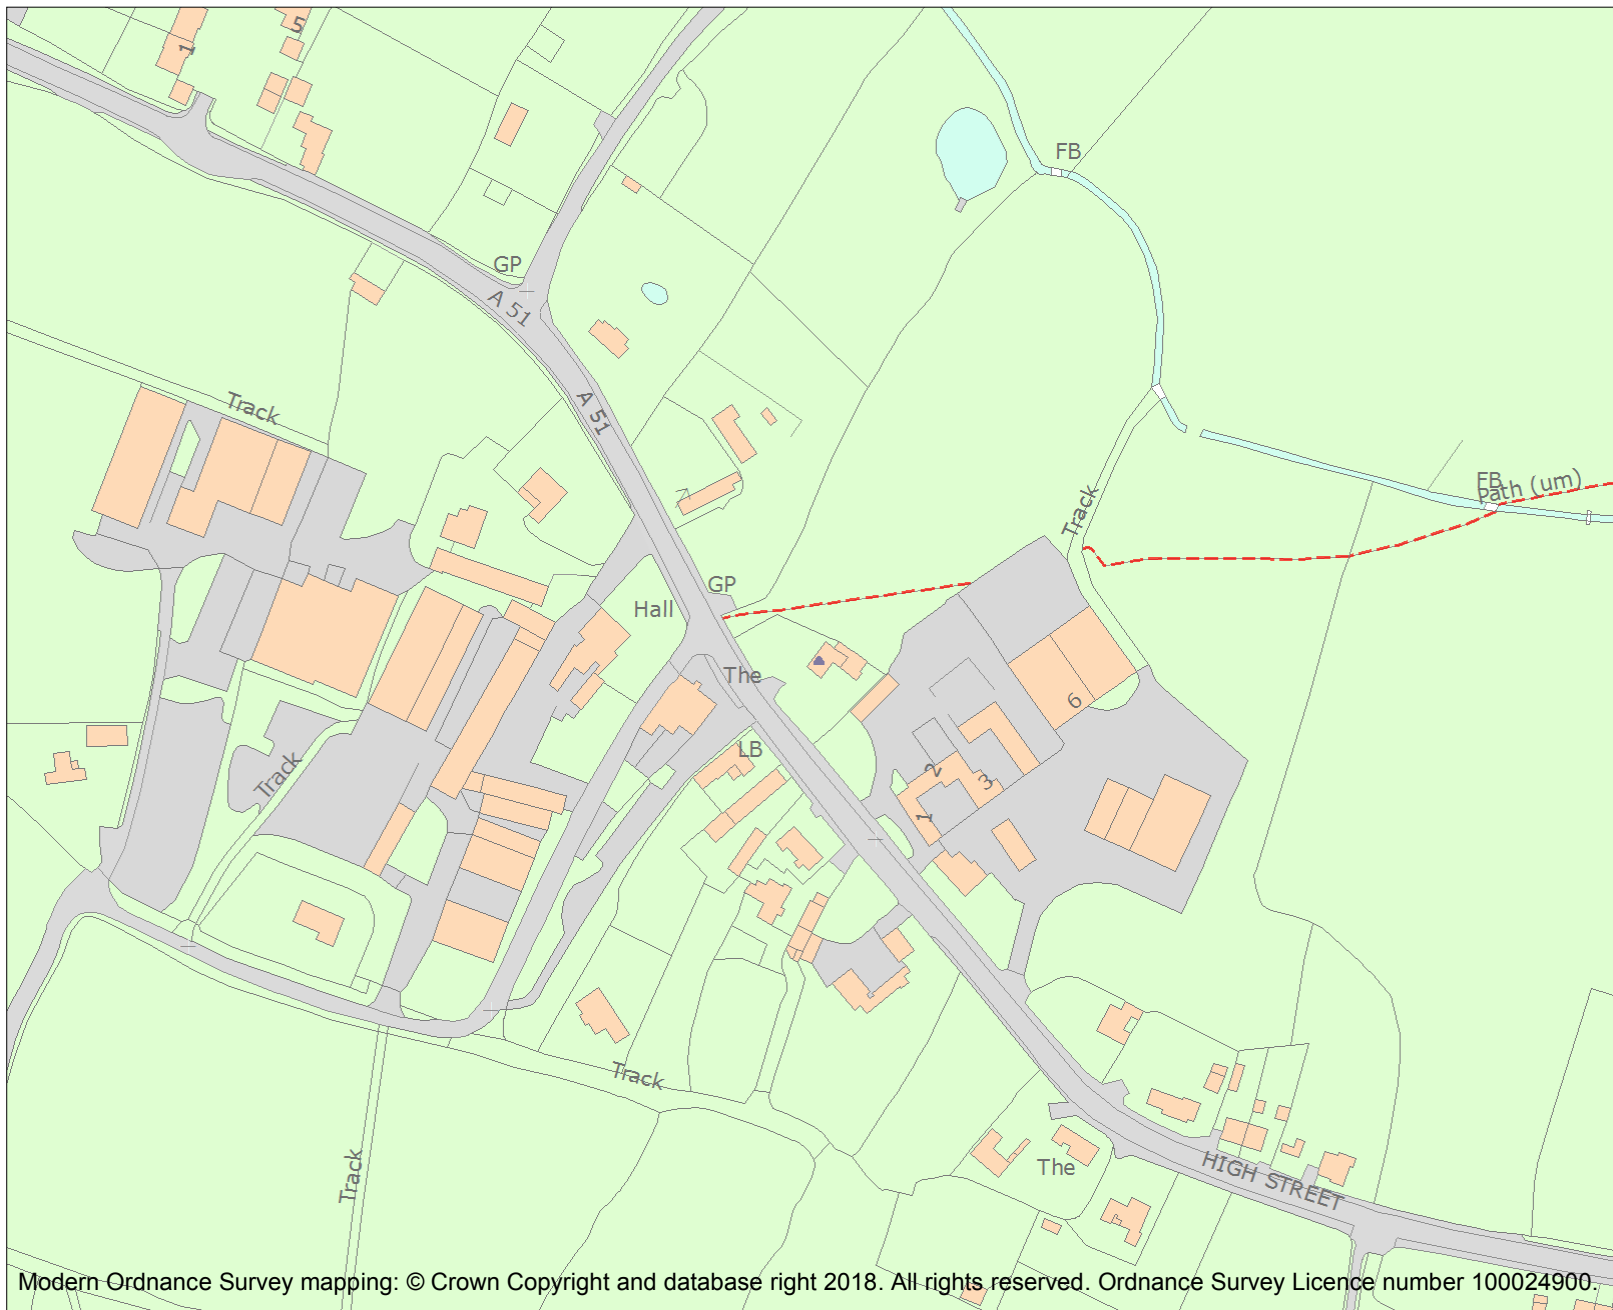 1
5
FB
GP
A 51
A 51
Track
FB
Path (um)
Track
GP
Hall
The
6
LB
2
3
1
Track
Track
Track
The
HIGH STREET
Modern Ordnance Survey mapping: © Crown Copyright and database right 2018. All rights reserved. Ordnance Survey Licence number 100024900.